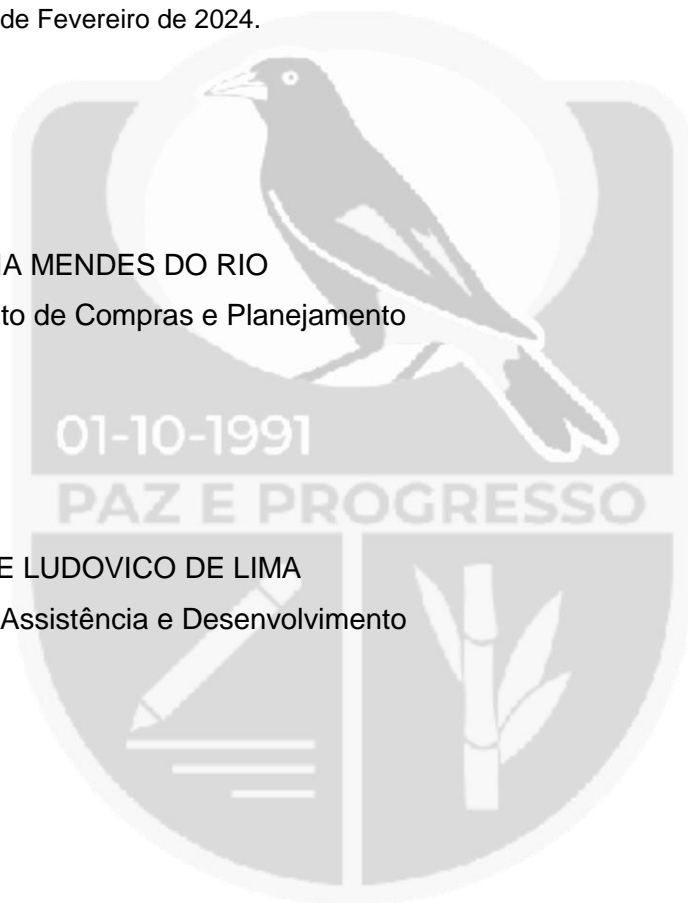 de Fevereiro de 2024.
IA MENDES DO RIO
to de Compras e Planejamento
01-10-1991
PAZ E PROGRESSO
E LUDOVICO DE LIMA
Assistência e Desenvolvimento